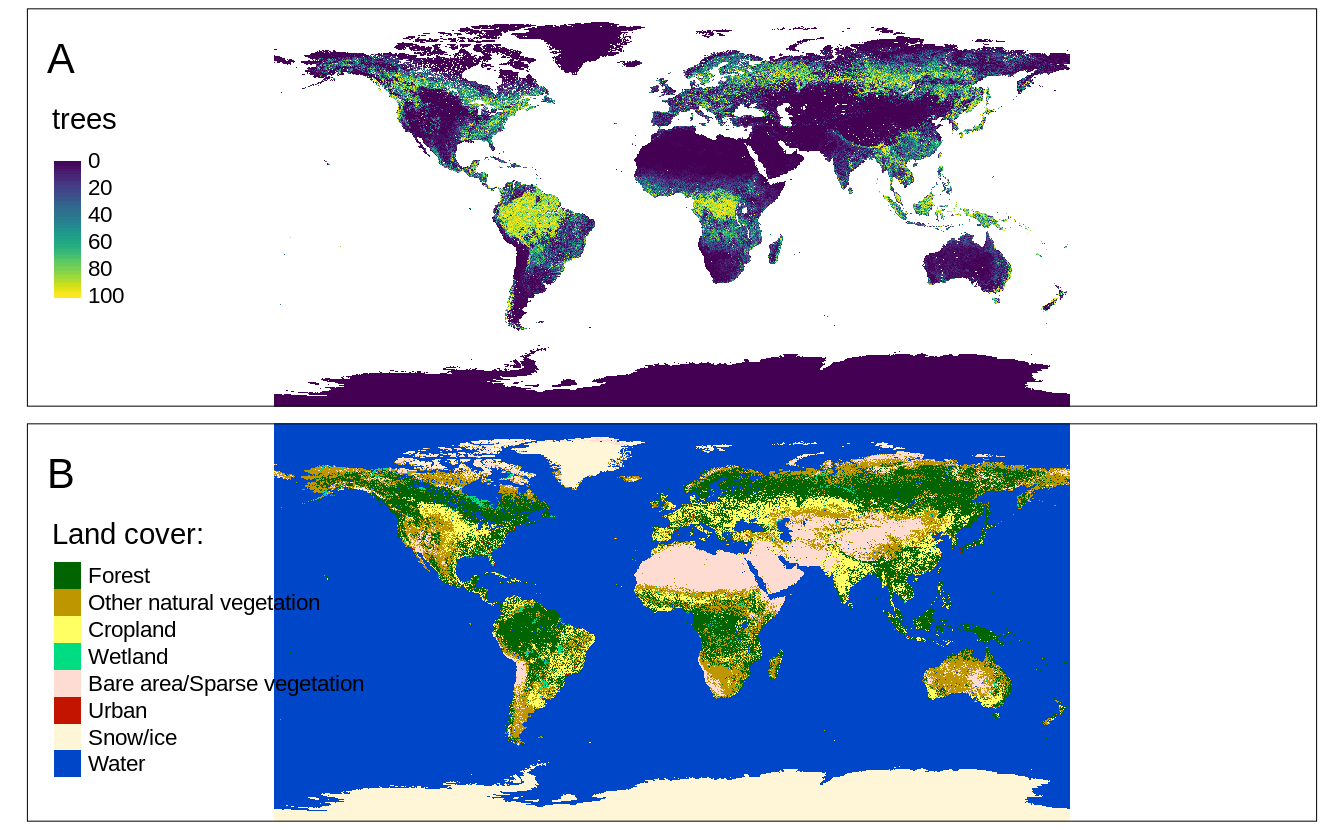 A
trees
0
20
40
60
80
100
B
Land cover:
Forest
Other natural vegetation
Cropland
Wetland
Bare area/Sparse vegetation
Urban
Snow/ice
Water